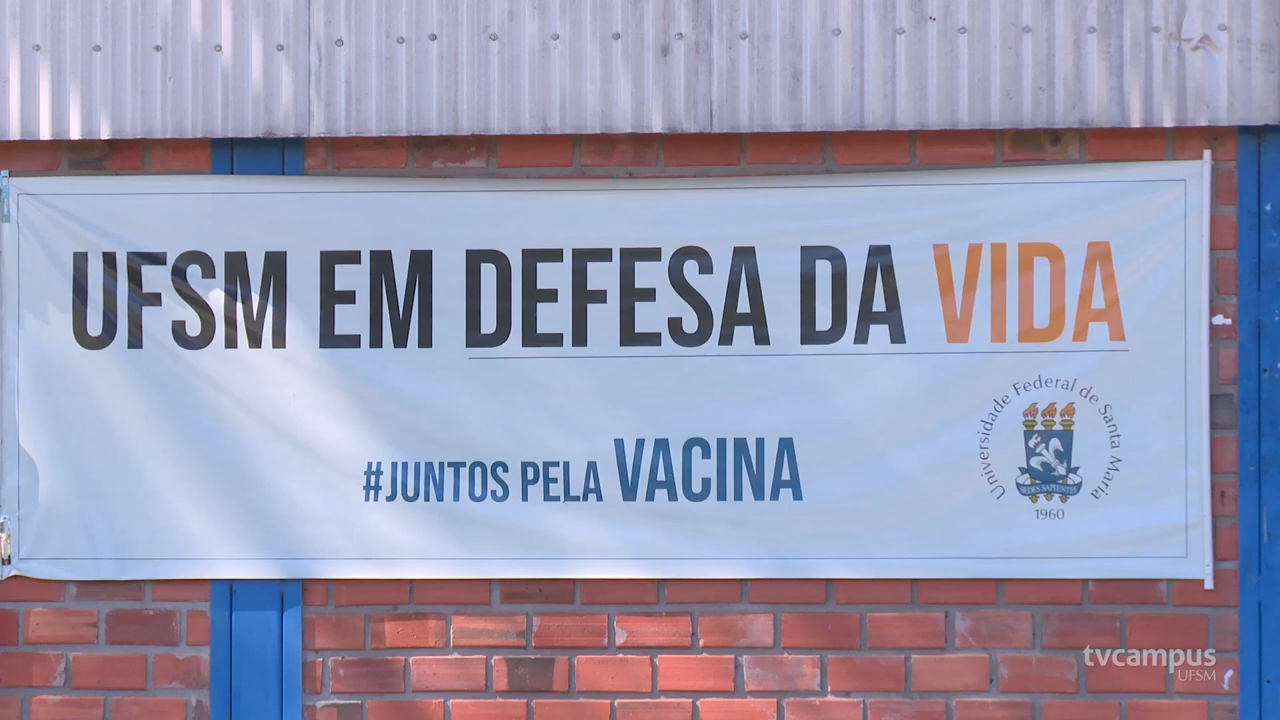 UFSM EM DEFESA DA VIDA
#JUNTOS PELA VACINA
Universidade Federal de Santa Maria
SEDES SAPIENTIAE
1960
tvcampus
UFSM